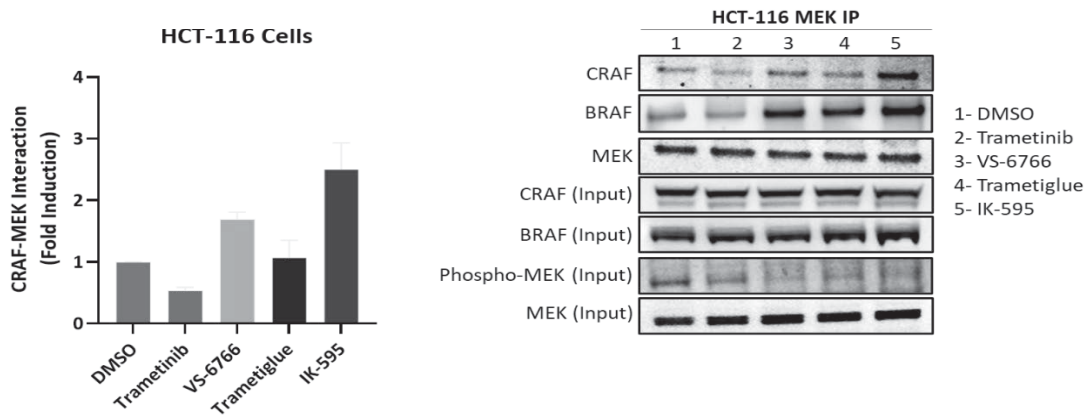 HCT-116 Cells
CRAF-MEK Interaction
(Fold Induction)
4
3
2
1
0
DMSO
Trametinib
VS-6766
Trametiglue
IK-595
HCT-116 MEK IP
1 2 3 4 5
CRAF
BRAF
MEK
CRAF (Input)
BRAF (Input)
Phospho-MEK (Input)
MEK (Input)
1- DMSO
2- Trametinib
3- VS-6766
4- Trametiglue
5- IK-595